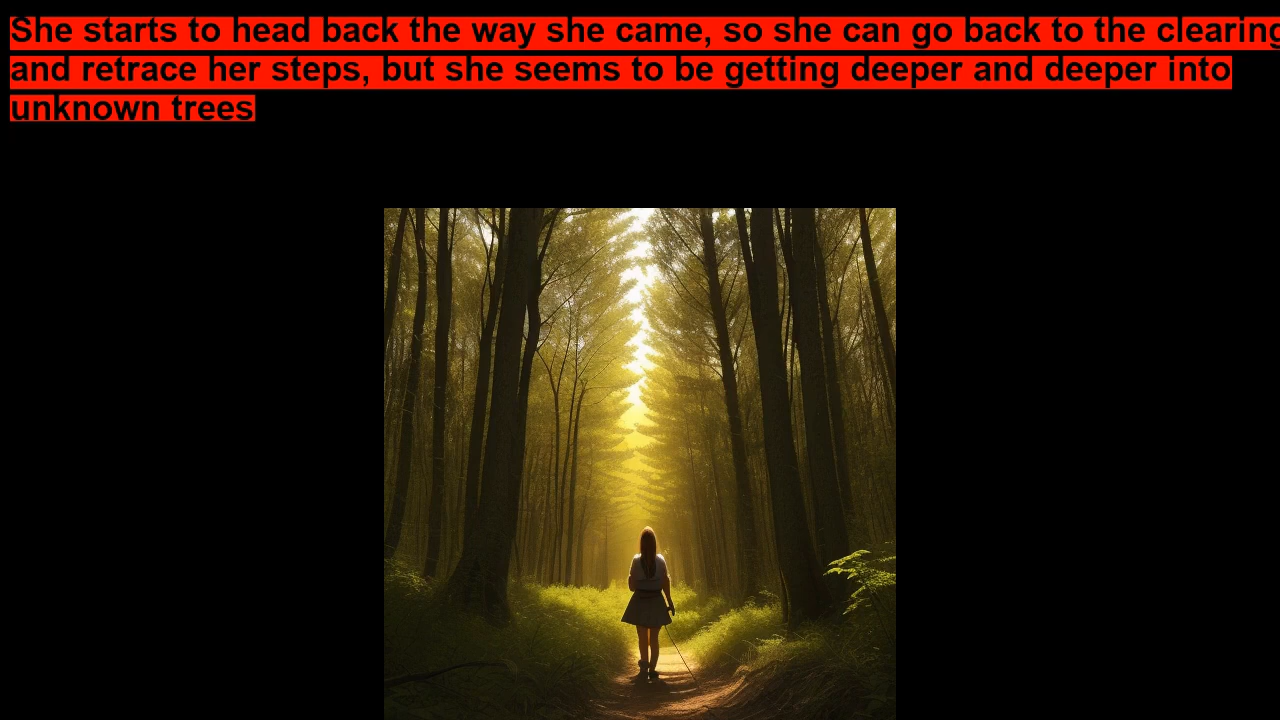 She starts to head back the way she came, so she can go back to the clearing
and retrace her steps, but she seems to be getting deeper and deeper into
unknown trees